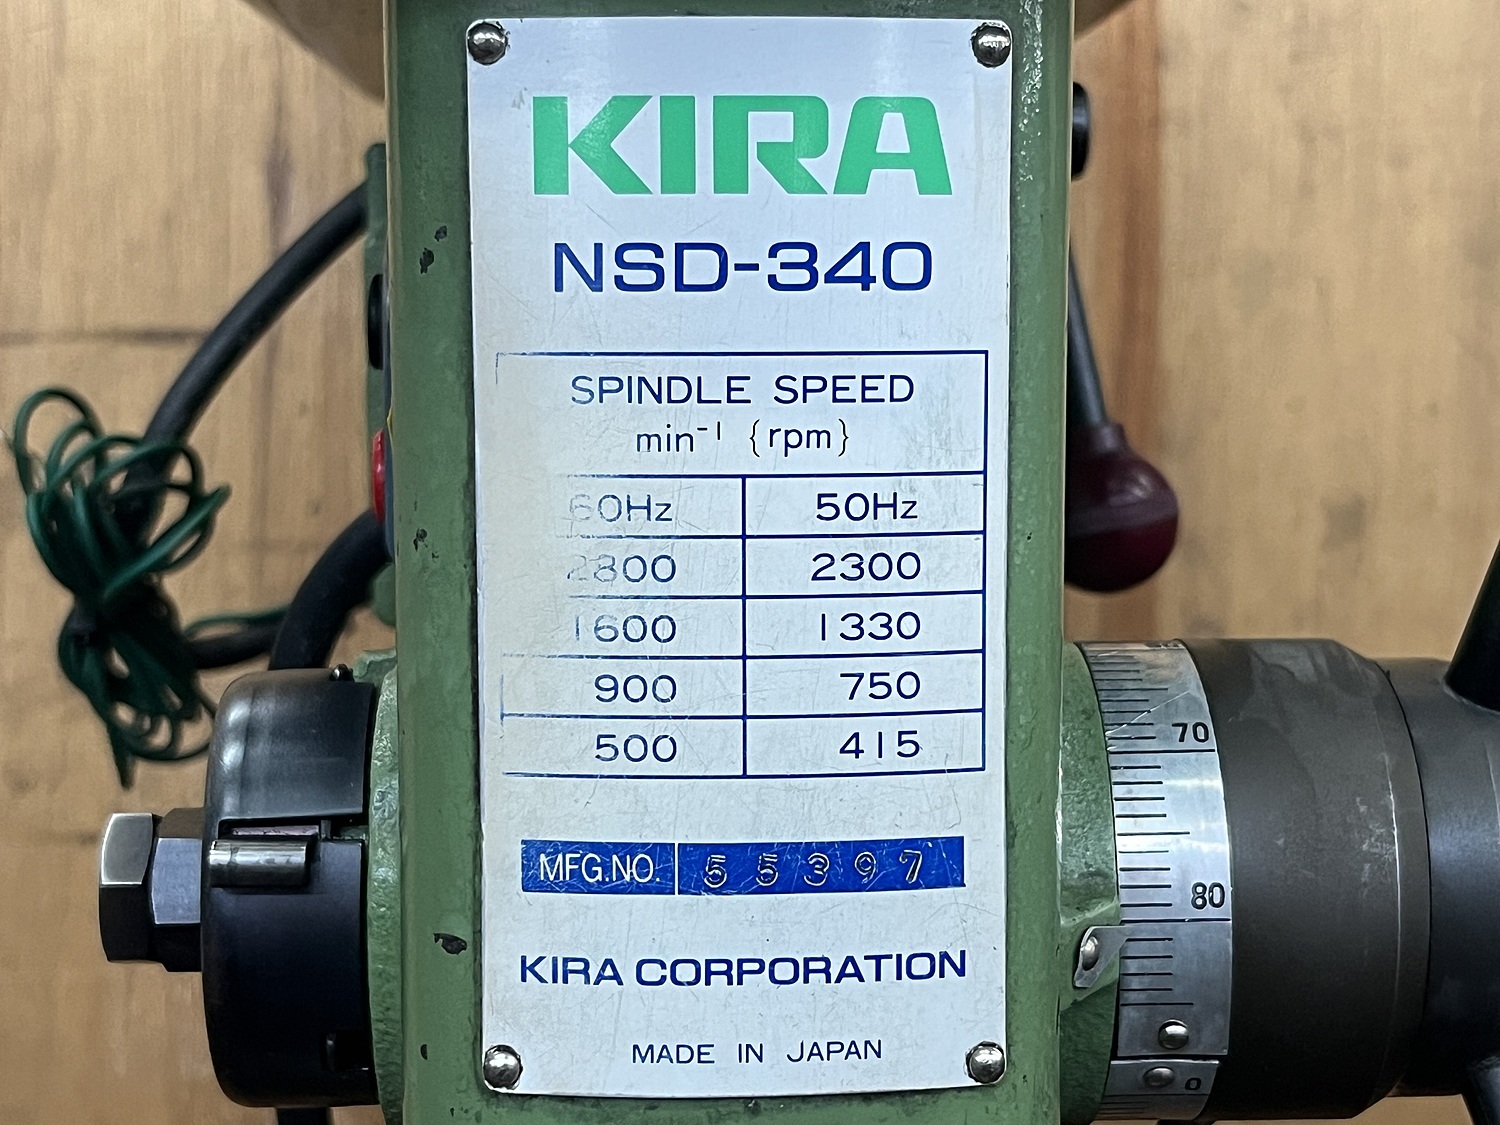 KIRA
NSD-340
SPINDLE SPEED
min⁻¹ {rpm}
60Hz 50Hz
2800 2300
1600 1330
900 750
500 415
MFG.NO. 55397
KIRA CORPORATION
MADE IN JAPAN
70
80
0